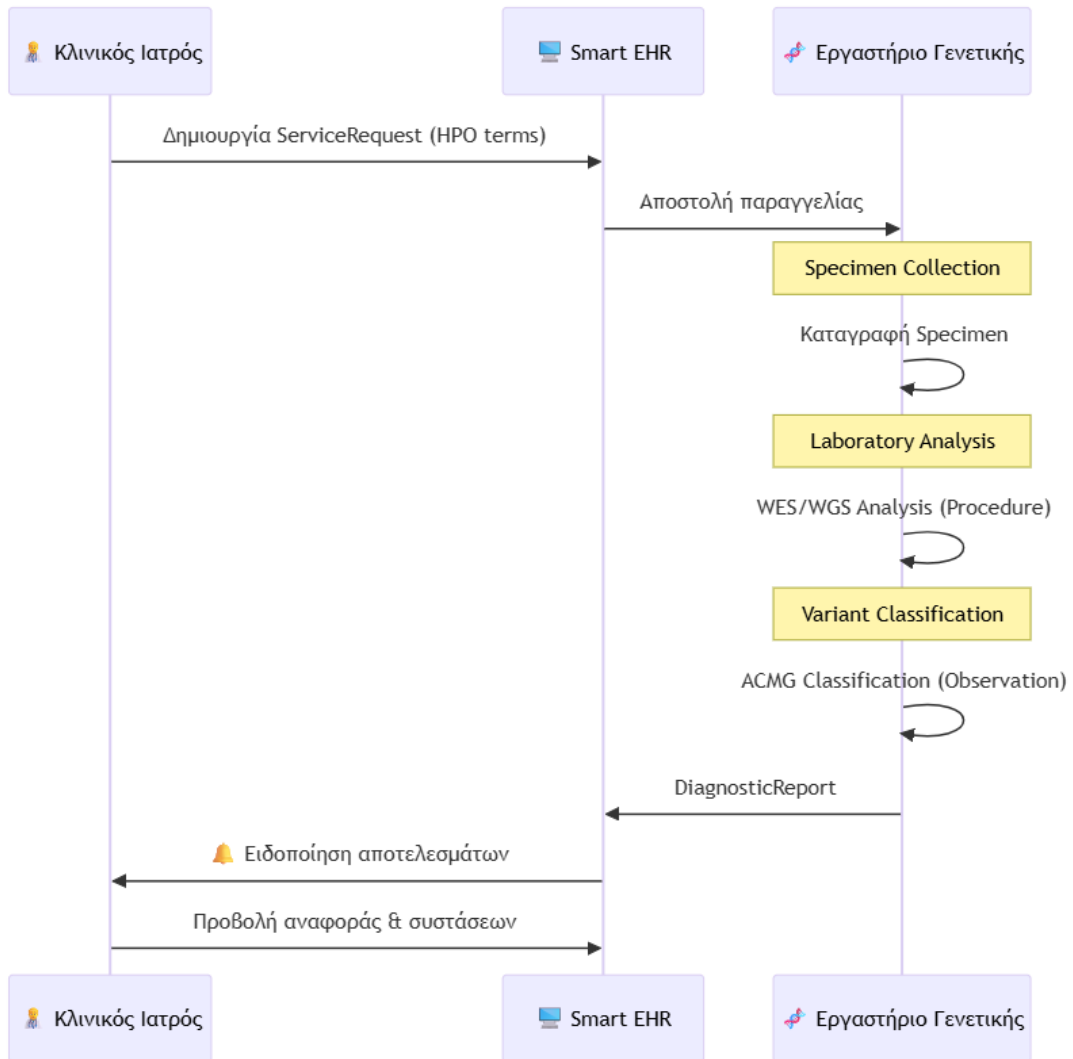 Κλινικός Ιατρός
Smart EHR
Εργαστήριο Γενετικής
Δημιουργία ServiceRequest (HPO terms)
Αποστολή παραγγελίας
Specimen Collection
Καταγραφή Specimen
Laboratory Analysis
WES/WGS Analysis (Procedure)
Variant Classification
ACMG Classification (Observation)
DiagnosticReport
Ειδοποίηση αποτελεσμάτων
Προβολή αναφοράς & συστάσεων
Κλινικός Ιατρός
Smart EHR
Εργαστήριο Γενετικής